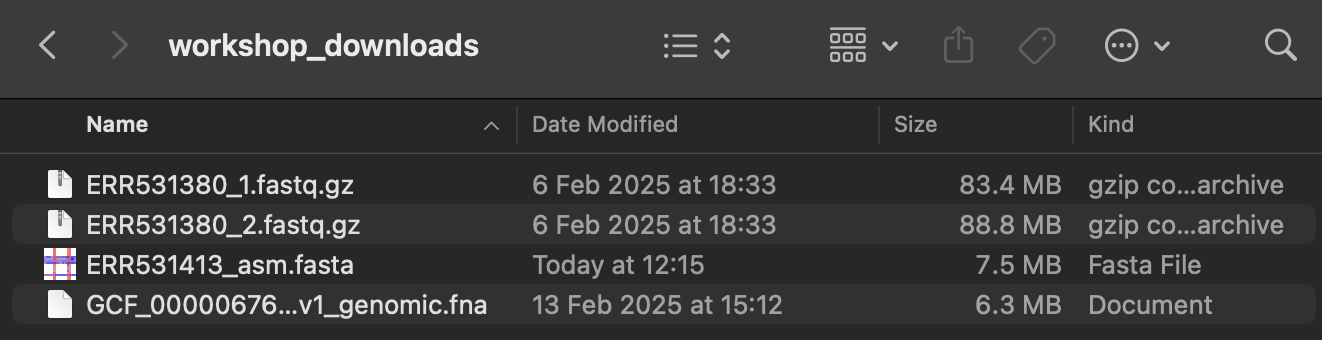 workshop_downloads
Name Date Modified Size Kind
ERR531380_1.fastq.gz 6 Feb 2025 at 18:33 83.4 MB gzip co...archive
ERR531380_2.fastq.gz 6 Feb 2025 at 18:33 88.8 MB gzip co...archive
ERR531413_asm.fasta Today at 12:15 7.5 MB Fasta File
GCF_00000676...v1_genomic.fna 13 Feb 2025 at 15:12 6.3 MB Document